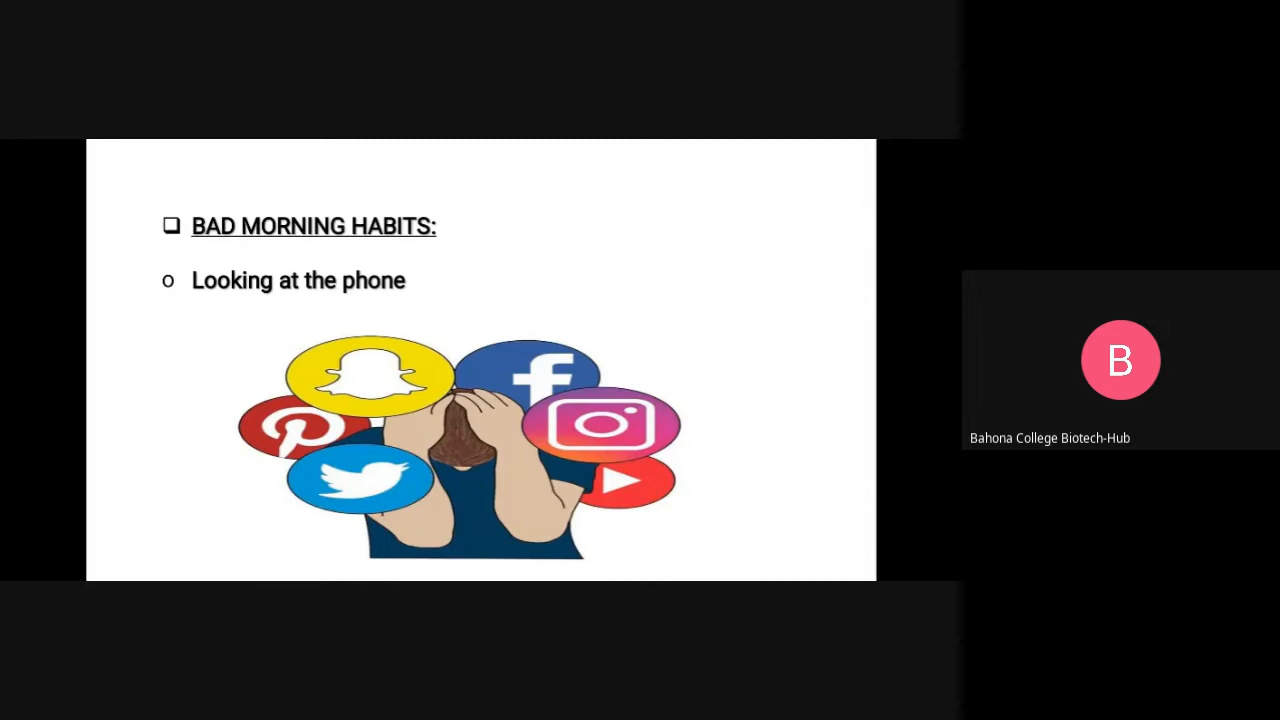 BAD MORNING HABITS:
o Looking at the phone
B
Bahona College Biotech-Hub